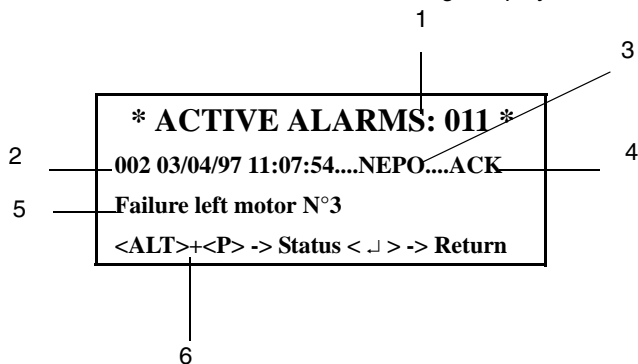 1
3
* ACTIVE ALARMS: 011 *
2 002 03/04/97 11:07:54....NEPO....ACK 4
5 Failure left motor N°3
<ALT>+<P> -> Status < ↵ > -> Return
6